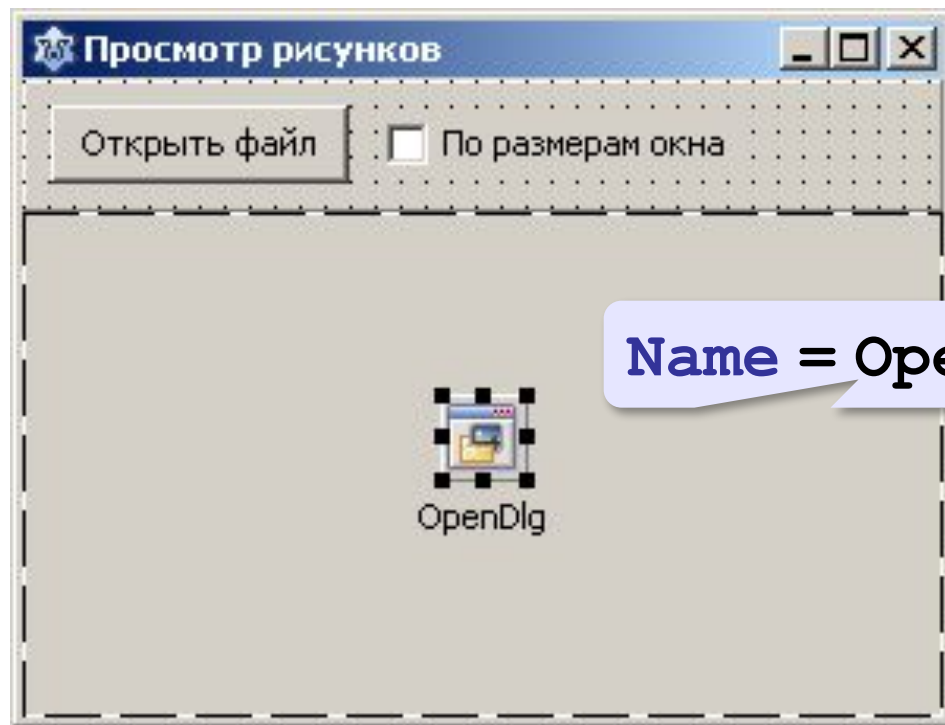 Просмотр рисунков
Открыть файл
По размерам окна
Name = Ope
OpenDlg